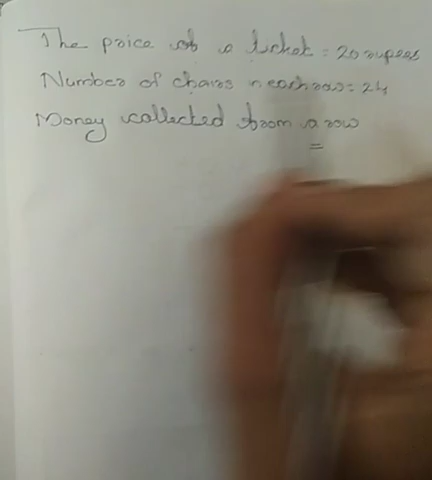 The price of a ticket = 20 rupees
Number of chairs in each row = 24
Money collected from a row
=